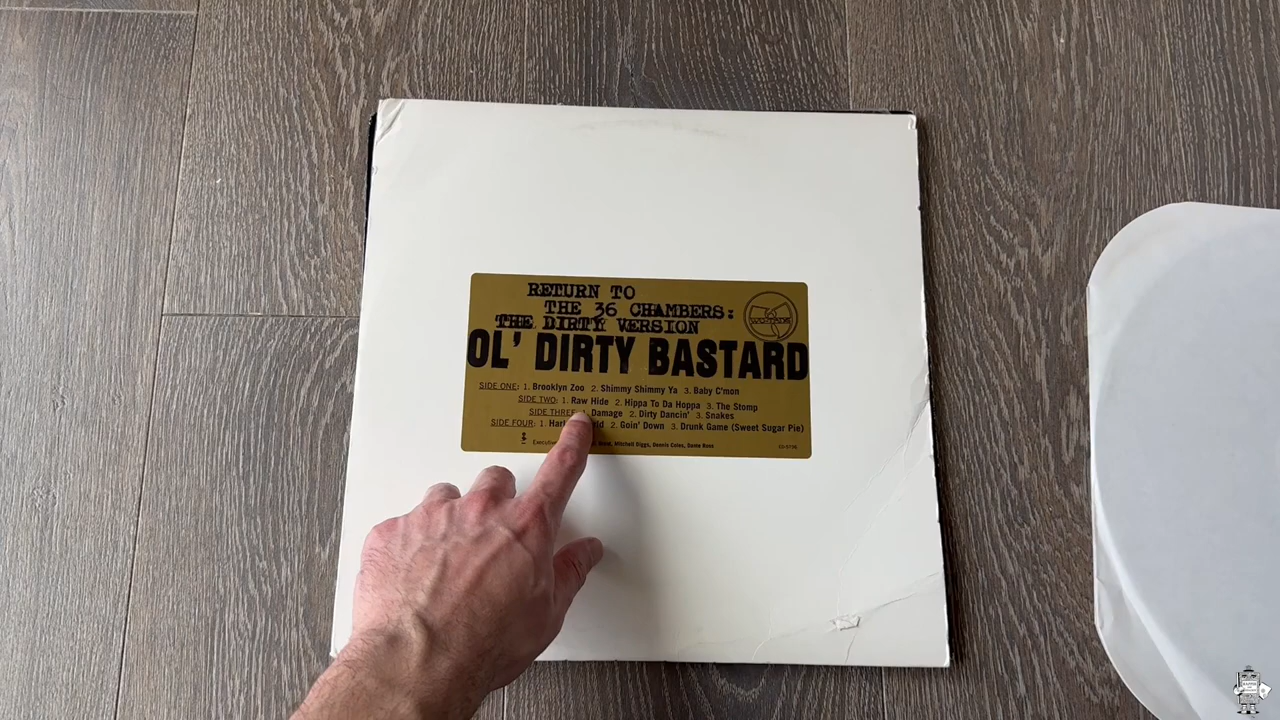 RETURN TO
THE 36 CHAMBERS:
THE DIRTY VERSION
OL' DIRTY BASTARD
SIDE ONE: 1. Brooklyn Zoo 2. Shimmy Shimmy Ya 3. Baby C'mon
SIDE TWO: 1. Raw Hide 2. Hippa To Da Hoppa 3. The Stomp
SIDE THREE: Damage 2. Dirty Dancin' 3. Snakes
SIDE FOUR: 1. 2. Goin' Down 3. Drunk Game (Sweet Sugar Pie)
Mitchell Diggs, Dennis Coles, Dante Ross